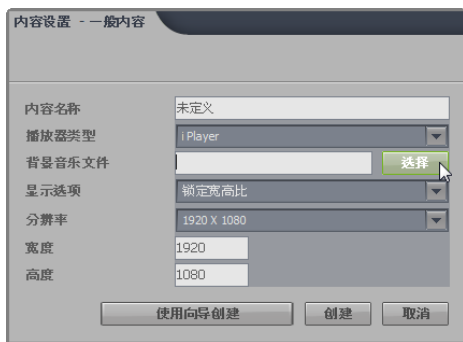 内容设置 - 一般内容
内容名称 未定义
播放器类型 i Player
背景音乐文件 选择
显示选项 锁定宽高比
分辨率 1920 X 1080
宽度 1920
高度 1080
使用向导创建 创建 取消